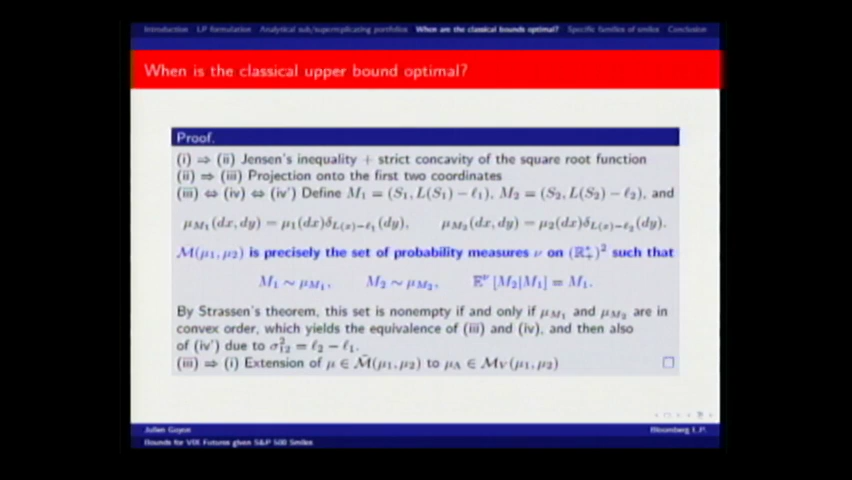 Introduction LP formulation Analytical sub/superreplicating portfolios When are the classical bounds optimal? Specific families of smiles Conclusion
When is the classical upper bound optimal?
Proof.
(i) ⇒ (ii) Jensen's inequality + strict concavity of the square root function
(ii) ⇒ (iii) Projection onto the first two coordinates
(iii) ⇔ (iv) ⇔ (iv') Define M₁ = (S₁, L(S₁) − ℓ₁), M₂ = (S₂, L(S₂) − ℓ₂), and
μ_{M₁}(dx, dy) = μ₁(dx)δ_{L(x)−ℓ₁}(dy), μ_{M₂}(dx, dy) = μ₂(dx)δ_{L(x)−ℓ₂}(dy).
M̄(μ₁, μ₂) is precisely the set of probability measures ν on (ℝ₊*)² such that
M₁ ∼ μ_{M₁}, M₂ ∼ μ_{M₂}, 𝔼^ν [M₂|M₁] = M₁.
By Strassen's theorem, this set is nonempty if and only if μ_{M₁} and μ_{M₂} are in
convex order, which yields the equivalence of (iii) and (iv), and then also
of (iv') due to σ₁₂² = ℓ₂ − ℓ₁.
(iii) ⇒ (i) Extension of μ ∈ M̄(μ₁, μ₂) to μ_Λ ∈ M_V(μ₁, μ₂) □
Julien Guyon Bloomberg L.P.
Bounds for VIX Futures given S&P 500 Smiles